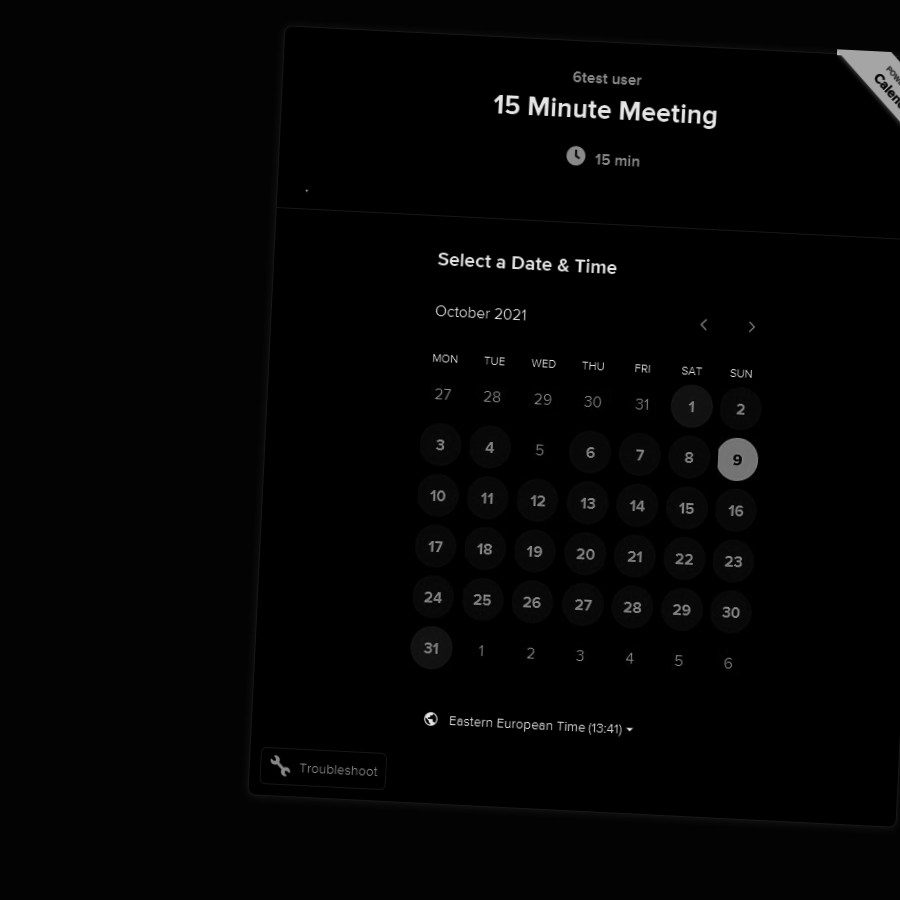 6test user
15 Minute Meeting
15 min
Select a Date & Time
October 2021
MON TUE WED THU FRI SAT SUN
27 28 29 30 31 1 2
3 4 5 6 7 8 9
10 11 12 13 14 15 16
17 18 19 20 21 22 23
24 25 26 27 28 29 30
31 1 2 3 4 5 6
Eastern European Time (13:41)
Troubleshoot